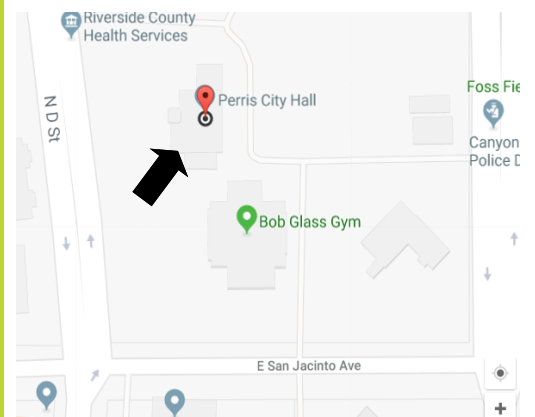 Riverside County
Health Services
Perris City Hall
Foss Fie
N D St
Canyon
Police D
Bob Glass Gym
E San Jacinto Ave